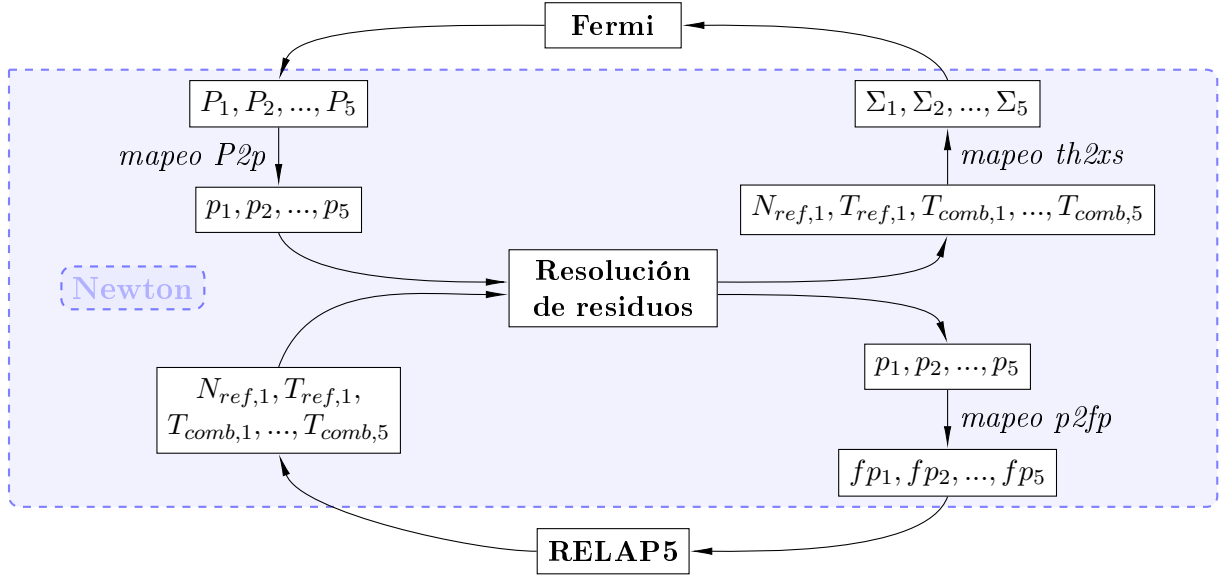 Fermi
P_1, P_2, ..., P_5
Σ_1, Σ_2, ..., Σ_5
mapeo P2p
mapeo th2xs
p_1, p_2, ..., p_5
N_{ref,1}, T_{ref,1}, T_{comb,1}, ..., T_{comb,5}
Newton
Resolución
de residuos
p_1, p_2, ..., p_5
N_{ref,1}, T_{ref,1},
T_{comb,1}, ..., T_{comb,5}
mapeo p2fp
fp_1, fp_2, ..., fp_5
RELAP5